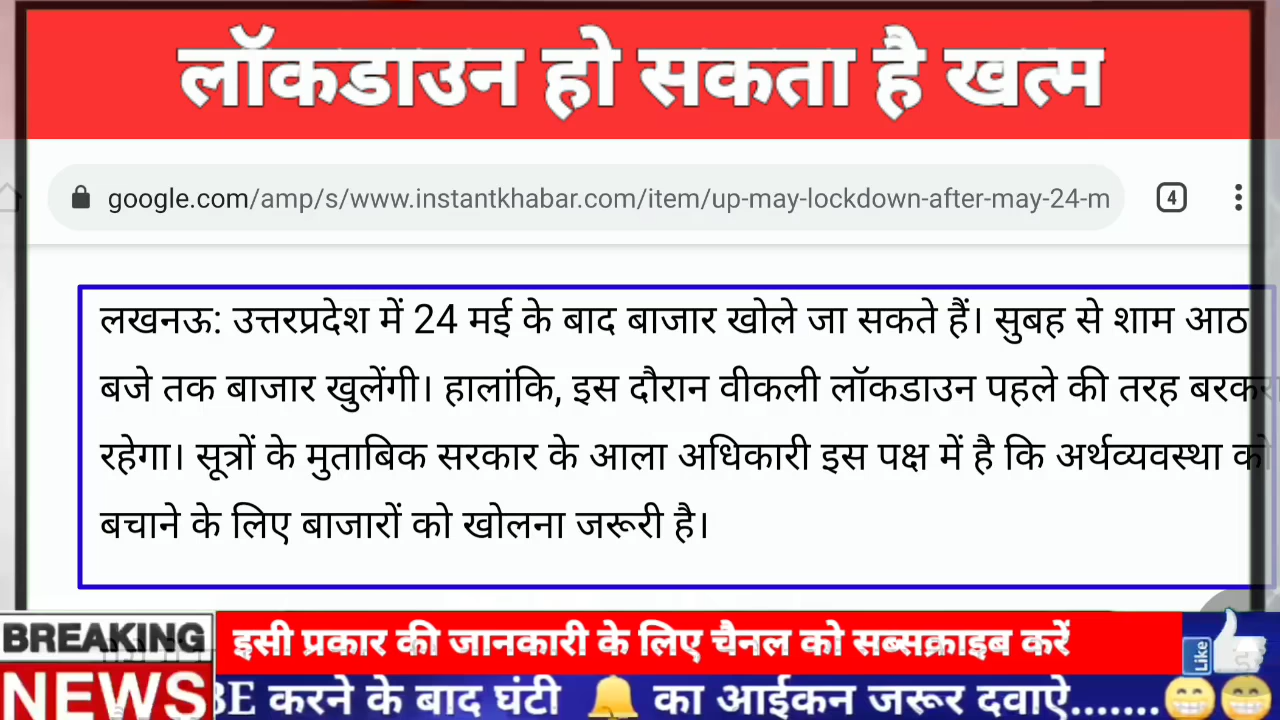 लॉकडाउन हो सकता है खत्म
google.com/amp/s/www.instantkhabar.com/item/up-may-lockdown-after-may-24-m
4
लखनऊ: उत्तरप्रदेश में 24 मई के बाद बाजार खोले जा सकते हैं। सुबह से शाम आठ
बजे तक बाजार खुलेंगी। हालांकि, इस दौरान वीकली लॉकडाउन पहले की तरह
रहेगा। सूत्रों के मुताबिक सरकार के आला अधिकारी इस पक्ष में है कि अर्थव्यवस्था को
बचाने के लिए बाजारों को खोलना जरूरी है।
BREAKING
NEWS
इसी प्रकार की जानकारी के लिए चैनल को सब्सक्राइब करें
Like
BE करने के बाद घंटी 🔔 का आईकन जरूर दवाऐ.......😁😁